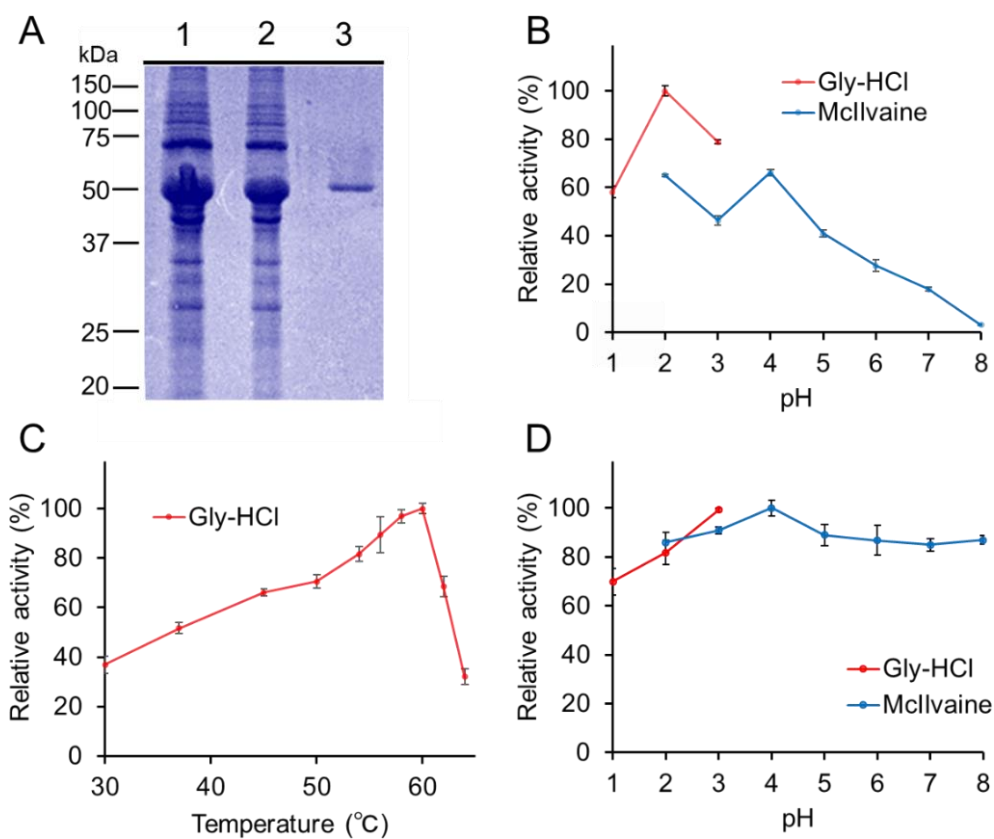 A
1 2 3
kDa
150
100
75
50
37
25
20
B
Relative activity (%)
100
80
60
40
20
0
Gly-HCl
McIlvaine
1 2 3 4 5 6 7 8
pH
C
Relative activity (%)
100
80
60
40
20
0
Gly-HCl
30 40 50 60
Temperature (°C)
D
Relative activity (%)
100
80
60
40
20
0
Gly-HCl
McIlvaine
1 2 3 4 5 6 7 8
pH